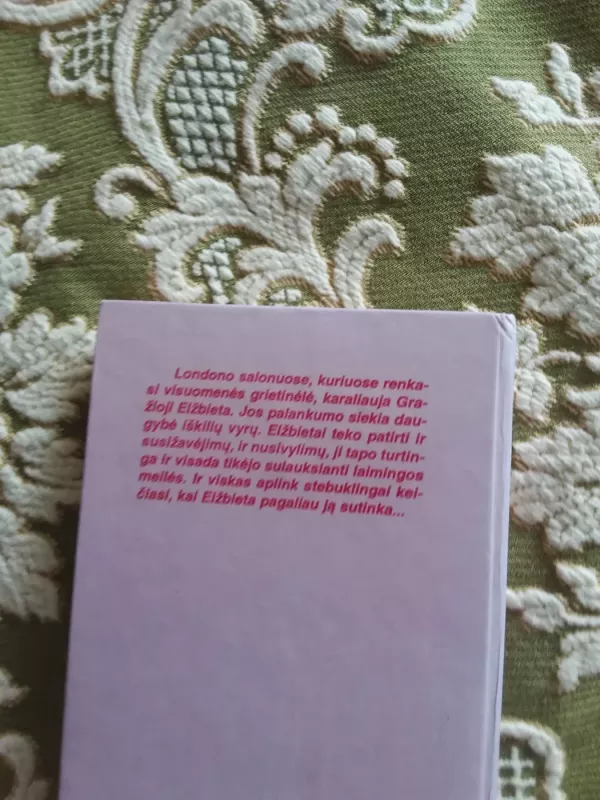 Londono salonuose, kuriuose renka-
si visuomenės grietinėlė, karaliauja Gra-
žioji Elžbieta. Jos palankumo siekia dau-
gybė iškilių vyrų. Elžbietai teko patirti ir
susižavėjimų, ir nusivylimų, ji tapo turtin-
ga ir visada tikėjo sulauksianti laimingos
meilės. Ir viskas aplink stebuklingai kei-
čiasi, kai Elžbieta pagaliau ją sutinka...